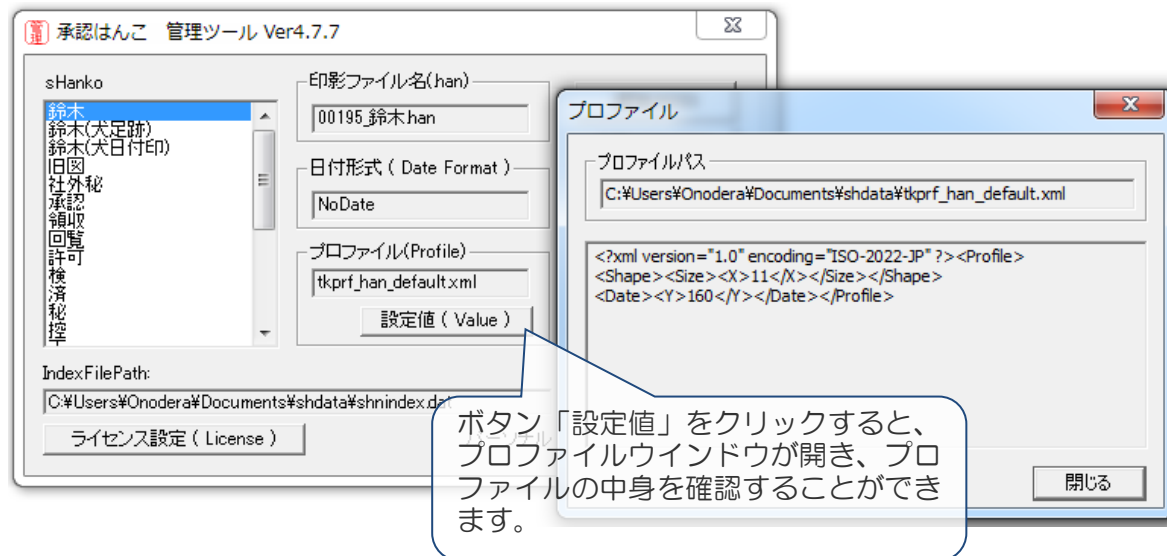 管理
承認はんこ 管理ツール Ver4.7.7
sHanko
鈴木
鈴木(犬足跡)
鈴木(犬日付印)
旧図
社外秘
承認
領収
回覧
許可
検
済
秘
控
印影ファイル名(.han)
00195_鈴木.han
日付形式 ( Date Format )
NoDate
プロファイル(Profile)
tkprf_han_default.xml
設定値 ( Value )
IndexFilePath:
C:¥Users¥Onodera¥Documents¥shdata¥shnindex.dat
ライセンス設定 ( License )
プロファイル
プロファイルパス
C:¥Users¥Onodera¥Documents¥shdata¥tkprf_han_default.xml
<?xml version="1.0" encoding="ISO-2022-JP" ?><Profile>
<Shape><Size><X>11</X></Size></Shape>
<Date><Y>160</Y></Date></Profile>
閉じる
ボタン「設定値」をクリックすると、
プロファイルウインドウが開き、プロ
ファイルの中身を確認することができ
ます。